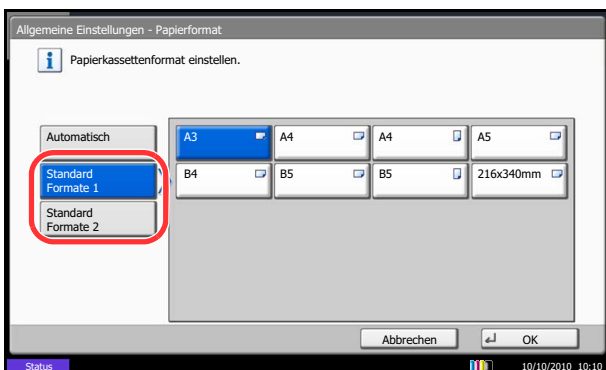 Allgemeine Einstellungen - Papierformat
Papierkassettenformat einstellen.
Automatisch
A3
A4
A4
A5
Standard
Formate 1
B4
B5
B5
216x340mm
Standard
Formate 2
Abbrechen
OK
Status
10/10/2010 10:10